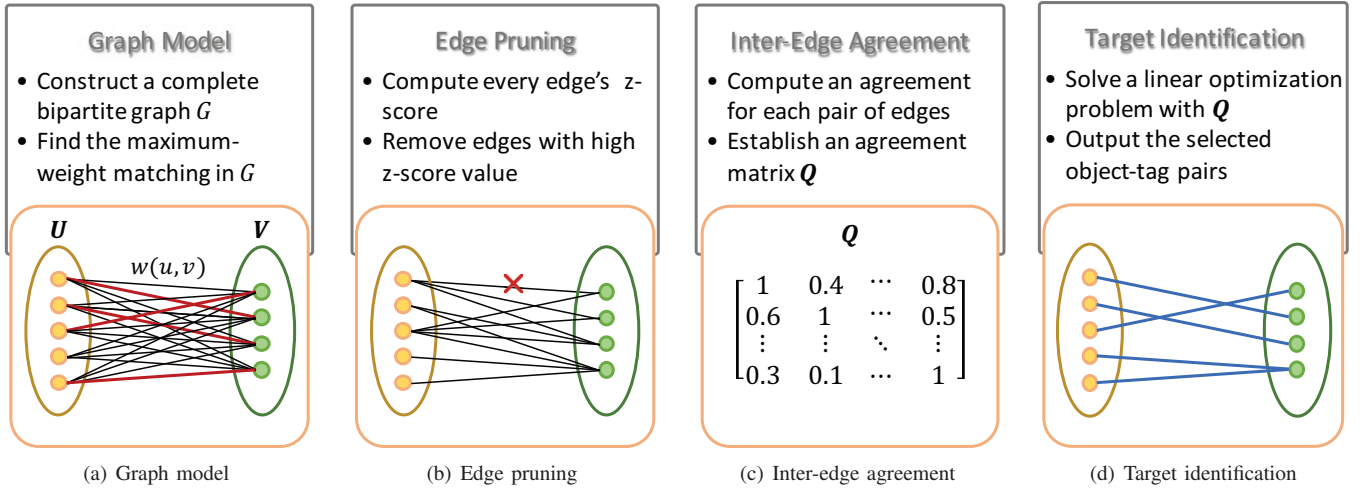 Graph Model
• Construct a complete
bipartite graph G
• Find the maximum-
weight matching in G
U
V
w(u,v)
(a) Graph model
Edge Pruning
• Compute every edge's z-
score
• Remove edges with high
z-score value
(b) Edge pruning
Inter-Edge Agreement
• Compute an agreement
for each pair of edges
• Establish an agreement
matrix Q
Q
1 0.4 ⋯ 0.8
0.6 1 ⋯ 0.5
⋮ ⋮ ⋱ ⋮
0.3 0.1 ⋯ 1
(c) Inter-edge agreement
Target Identification
• Solve a linear optimization
problem with Q
• Output the selected
object-tag pairs
(d) Target identification